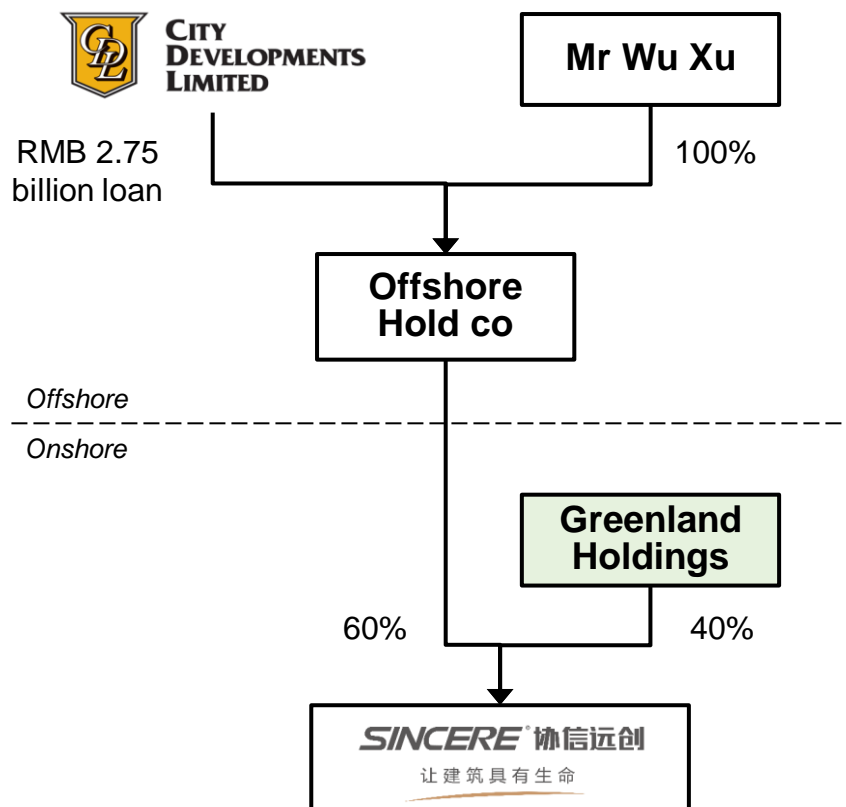 CITY
DEVELOPMENTS
LIMITED
Mr Wu Xu
RMB 2.75
billion loan
100%
Offshore
Hold co
Offshore
Onshore
Greenland
Holdings
60%
40%
SINCERE 协信远创
让建筑具有生命